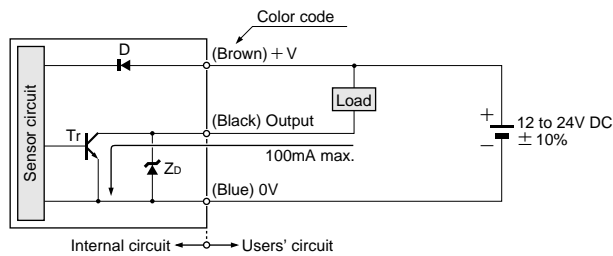 Color code
D
(Brown) + V
Load
Sensor circuit
Tr
(Black) Output
+
12 to 24V DC
− ± 10%
100mA max.
ZD
(Blue) 0V
Internal circuit
Users' circuit